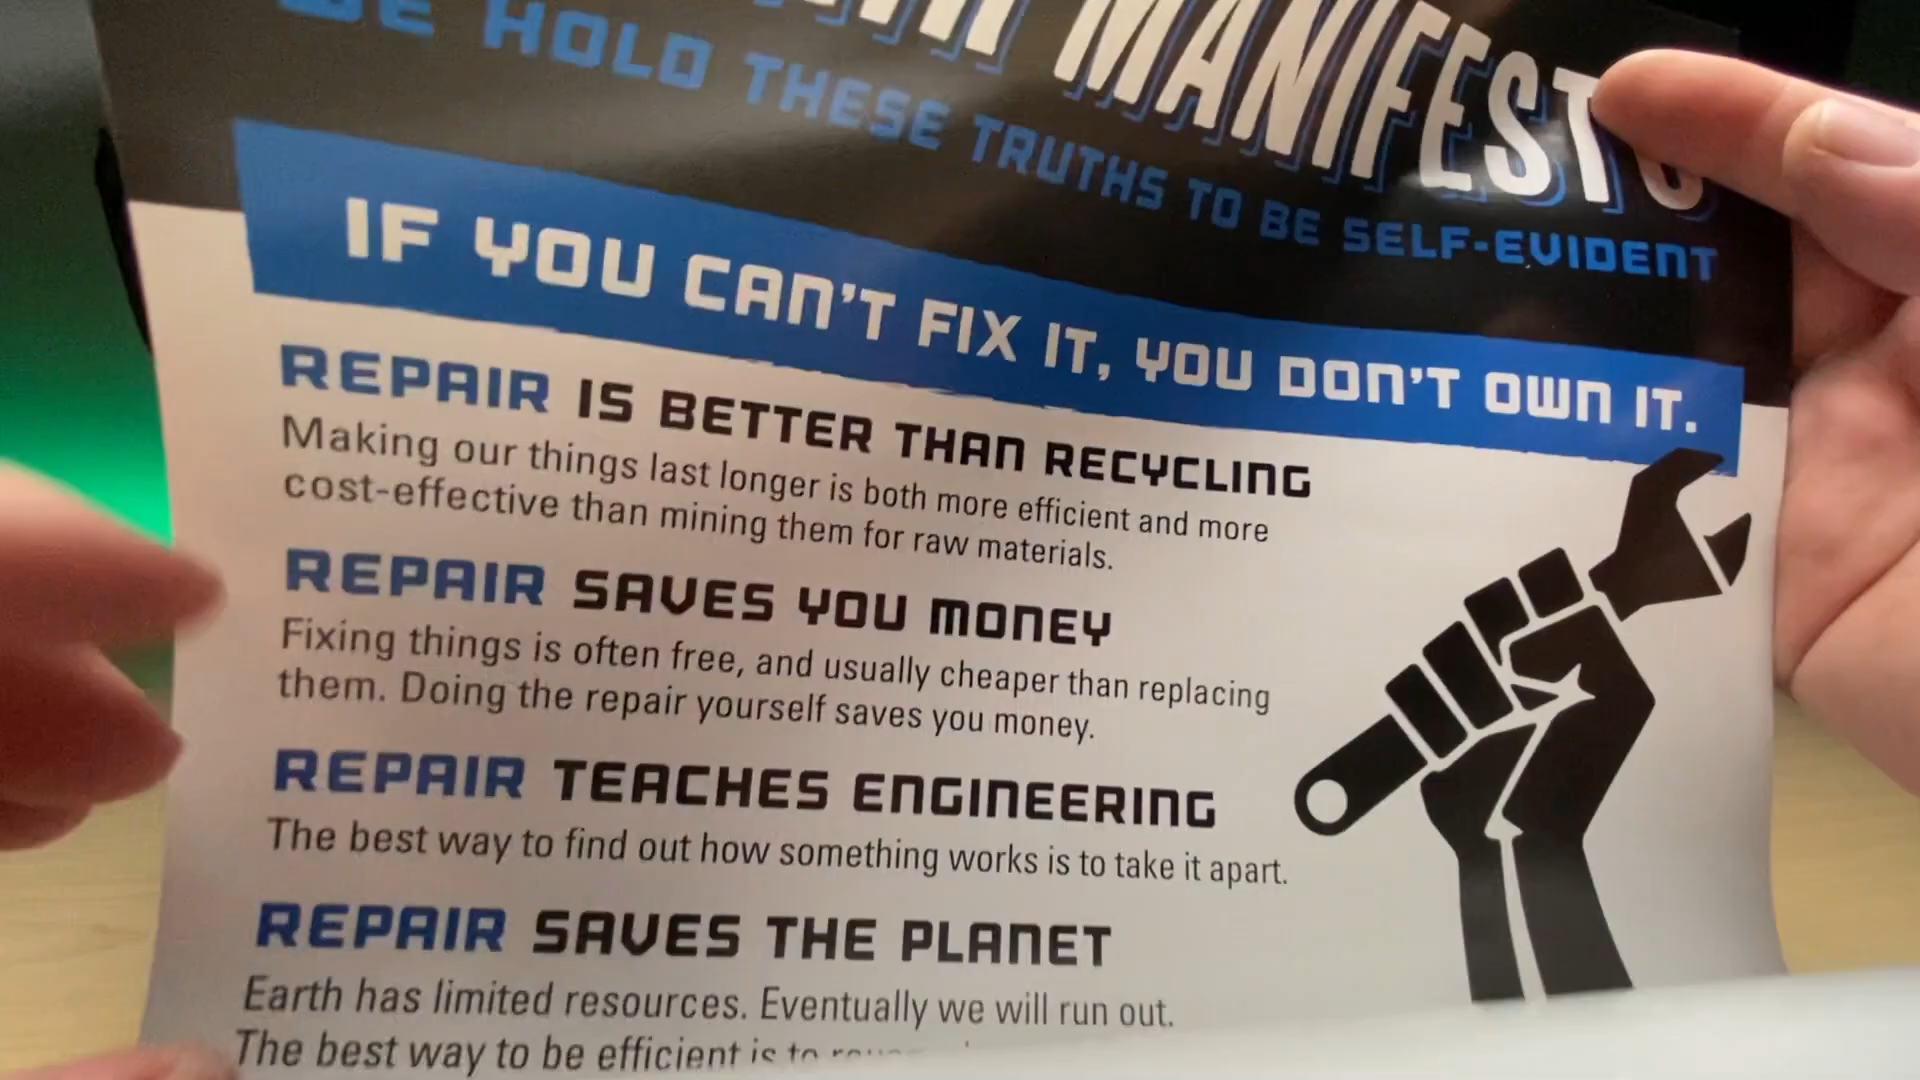 MANIFESTO
WE HOLD THESE TRUTHS TO BE SELF-EVIDENT
IF YOU CAN'T FIX IT, YOU DON'T OWN IT.
REPAIR IS BETTER THAN RECYCLING
Making our things last longer is both more efficient and more
cost-effective than mining them for raw materials.
REPAIR SAVES YOU MONEY
Fixing things is often free, and usually cheaper than replacing
them. Doing the repair yourself saves you money.
REPAIR TEACHES ENGINEERING
The best way to find out how something works is to take it apart.
REPAIR SAVES THE PLANET
Earth has limited resources. Eventually we will run out.
The best way to be efficient is to